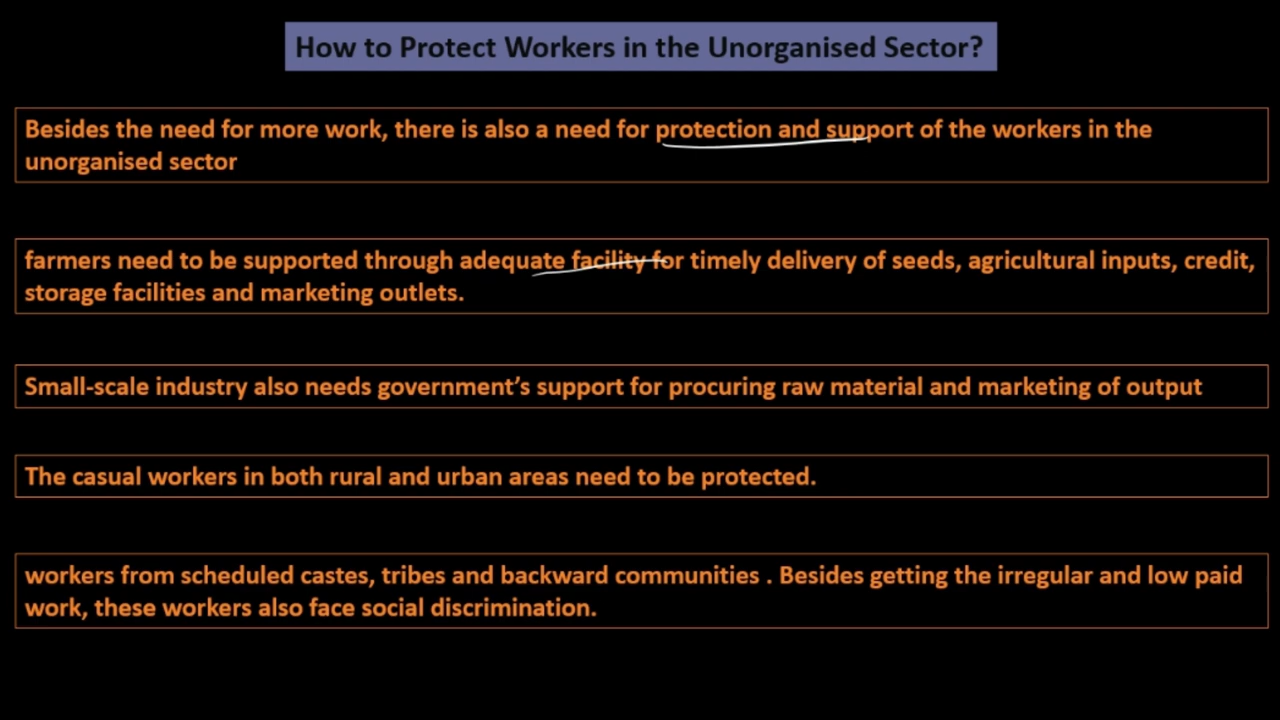 How to Protect Workers in the Unorganised Sector?
Besides the need for more work, there is also a need for protection and support of the workers in the
unorganised sector
farmers need to be supported through adequate facility for timely delivery of seeds, agricultural inputs, credit,
storage facilities and marketing outlets.
Small-scale industry also needs government’s support for procuring raw material and marketing of output
The casual workers in both rural and urban areas need to be protected.
workers from scheduled castes, tribes and backward communities . Besides getting the irregular and low paid
work, these workers also face social discrimination.